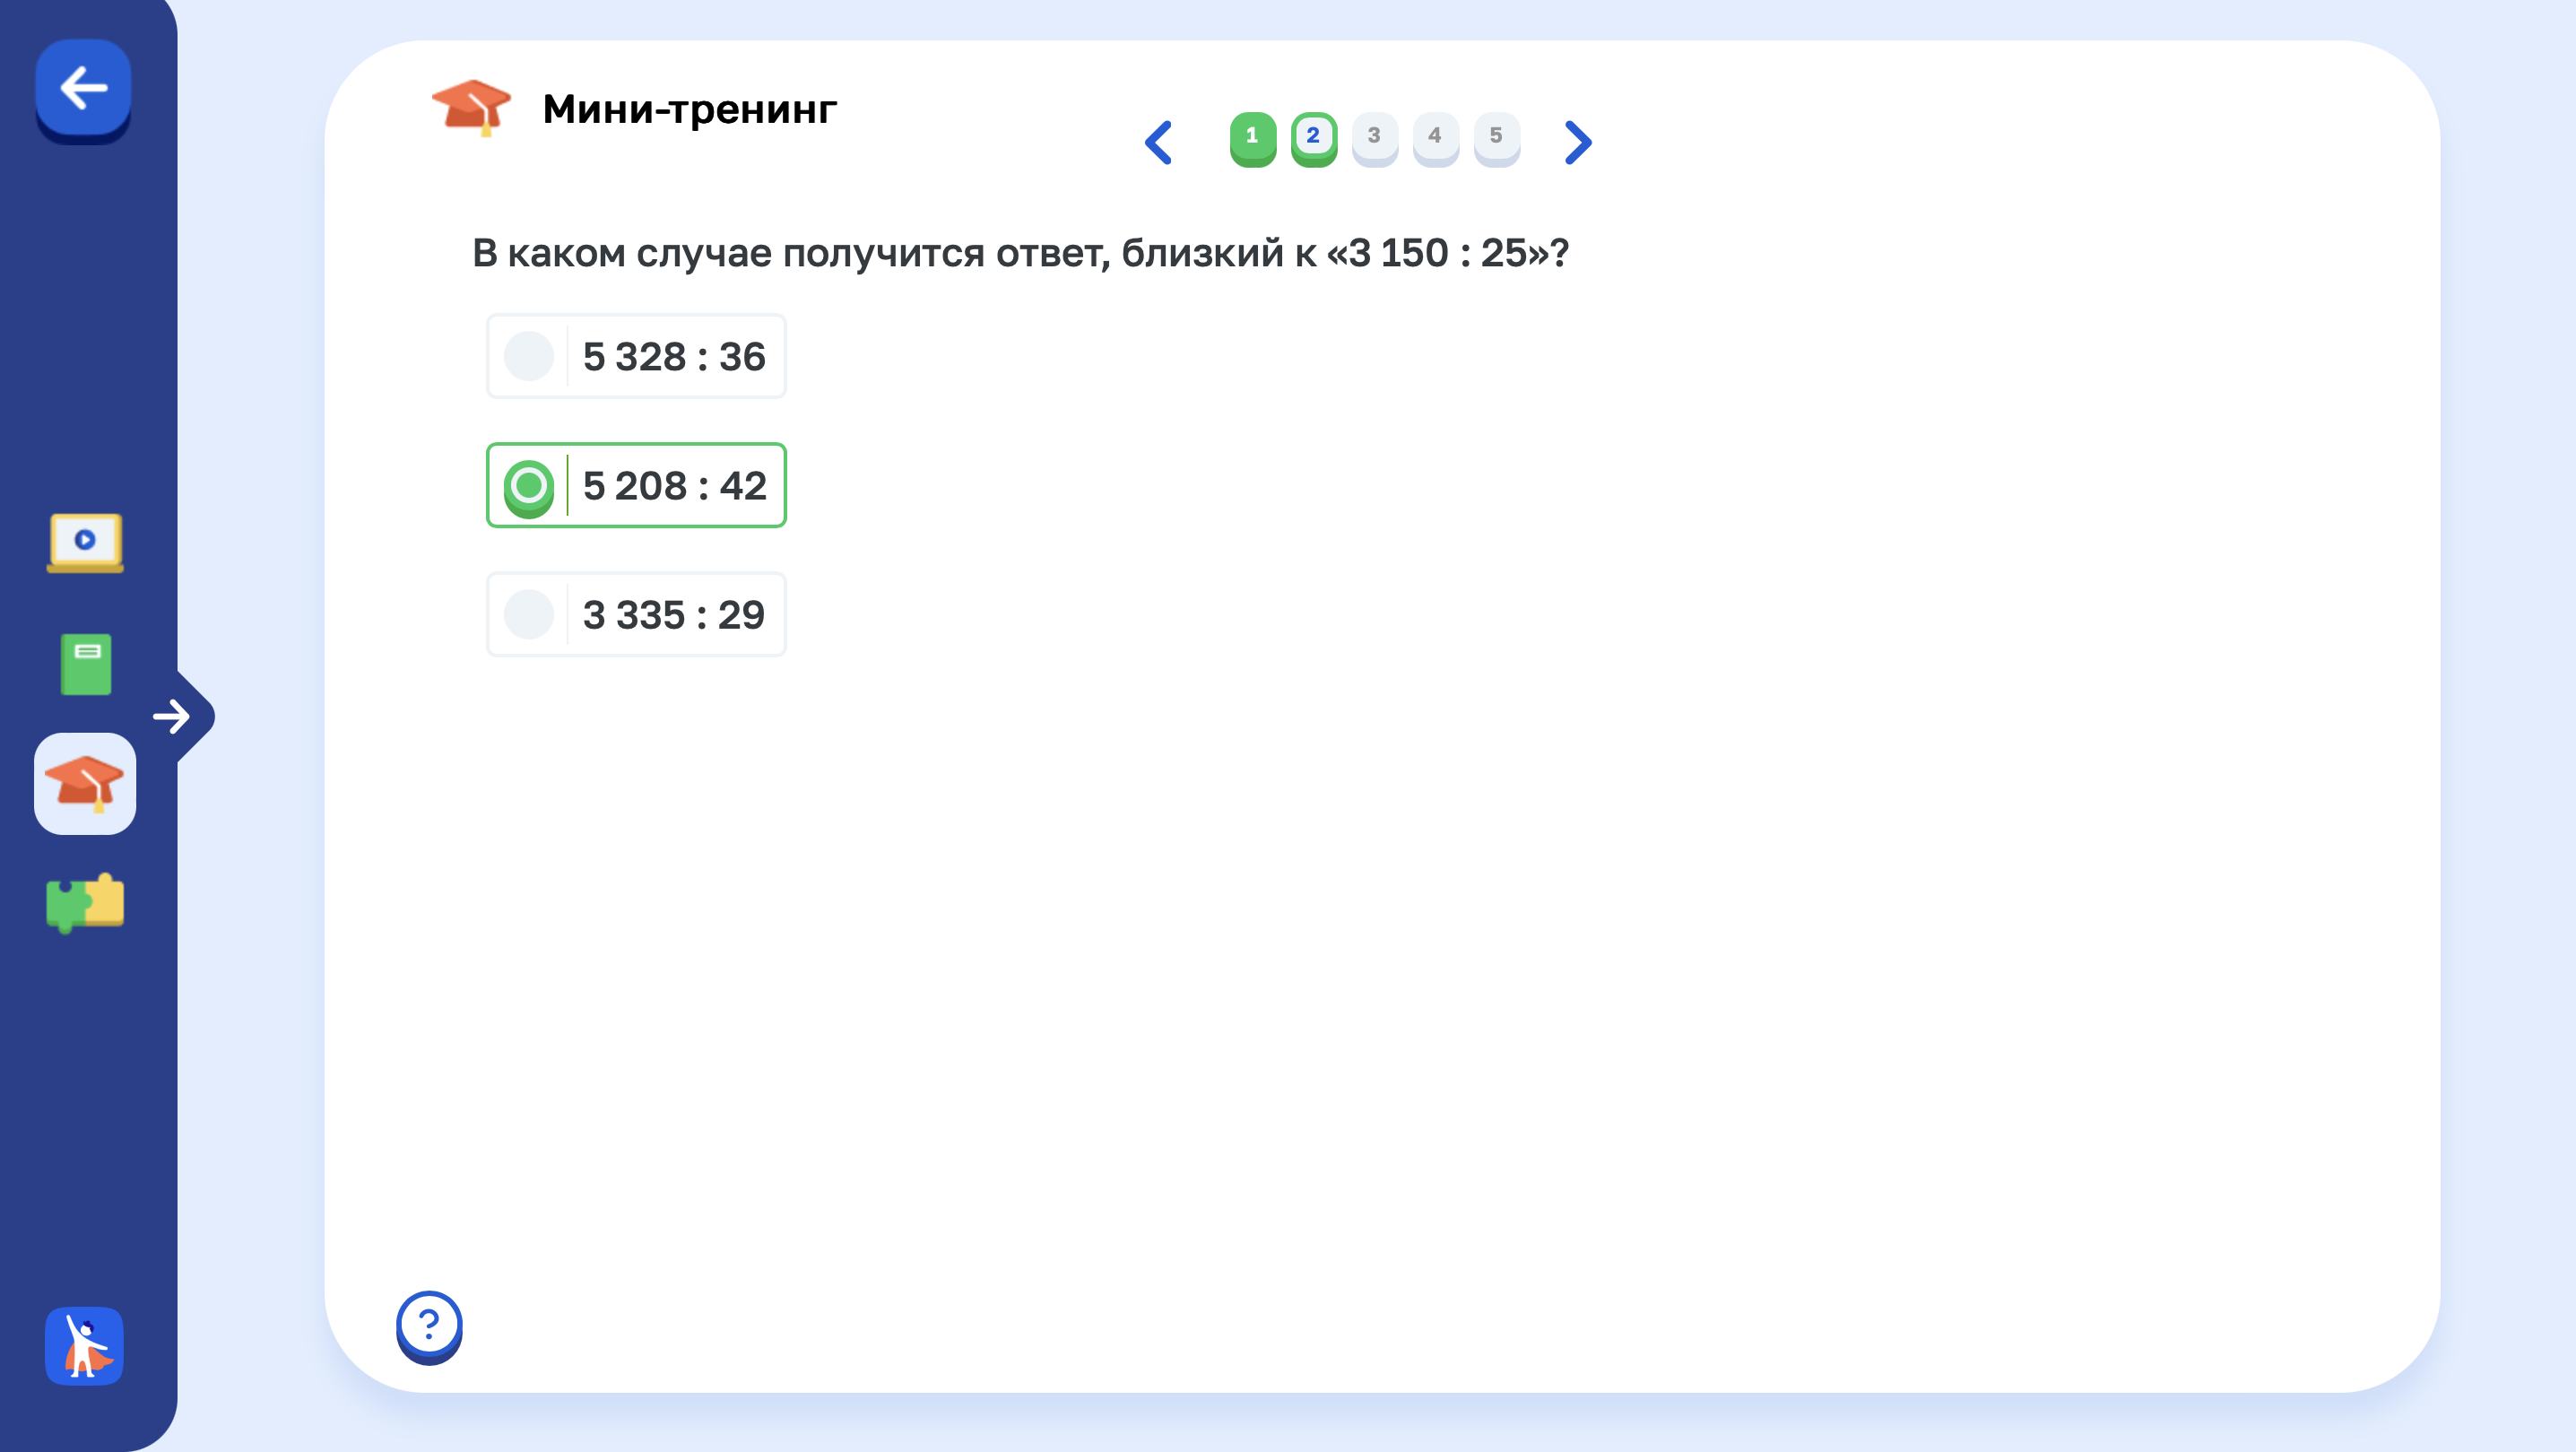 Мини-тренинг
1 2 3 4 5
В каком случае получится ответ, близкий к «3 150 : 25»?
5 328 : 36
5 208 : 42
3 335 : 29
?